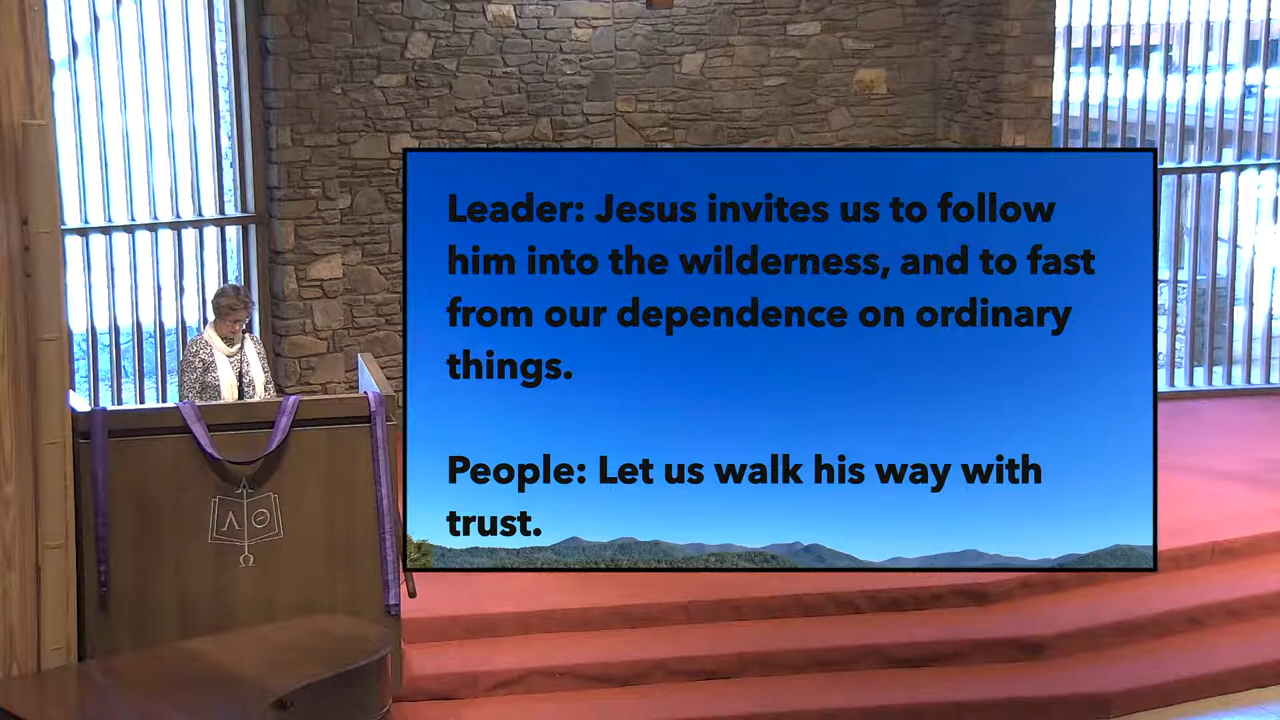 Leader: Jesus invites us to follow
him into the wilderness, and to fast
from our dependence on ordinary
things.
People: Let us walk his way with
trust.
Λ Θ
Ω